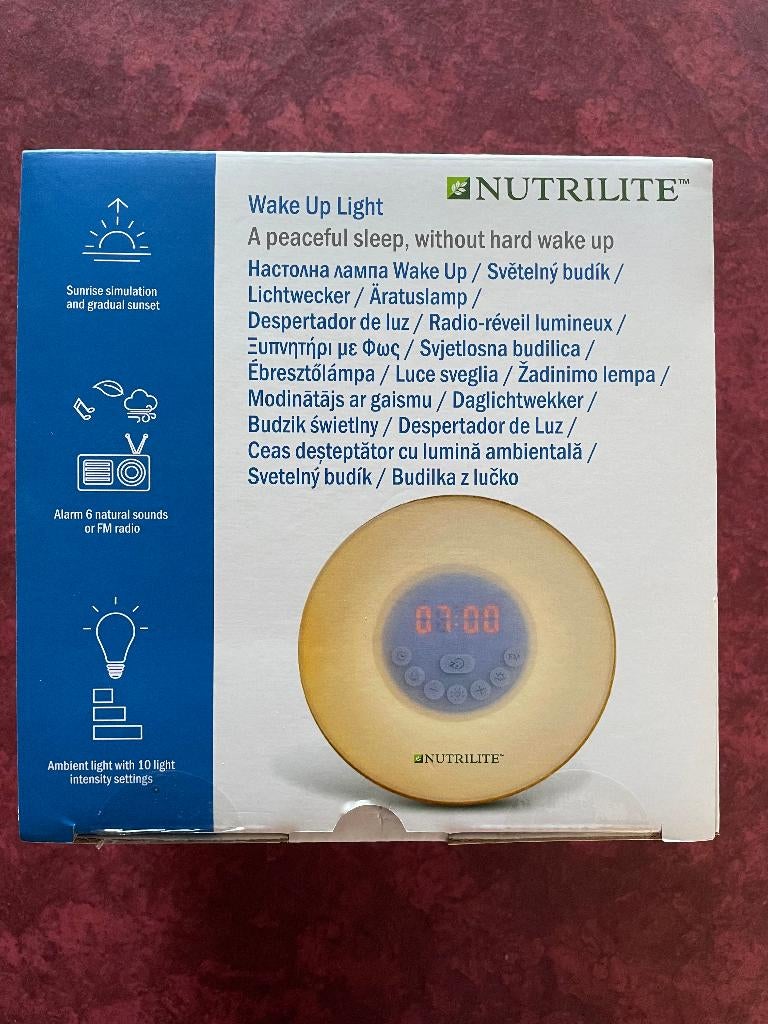 NUTRILITE™
Wake Up Light
A peaceful sleep, without hard wake up
Настолна лампа Wake Up / Světelný budík /
Lichtwecker / Äratuslamp /
Despertador de luz / Radio-réveil lumineux /
Ξυπνητήρι με Φως / Svjetlosna budilica /
Ébresztőlámpa / Luce sveglia / Žadinimo lempa /
Modinātājs ar gaismu / Daglichtwekker /
Budzik świetlny / Despertador de Luz /
Ceas deșteptător cu lumină ambientală /
Svetelný budík / Budilka z lučko
Sunrise simulation
and gradual sunset
Alarm 6 natural sounds
or FM radio
Ambient light with 10 light
intensity settings
07:00
FM
NUTRILITE™